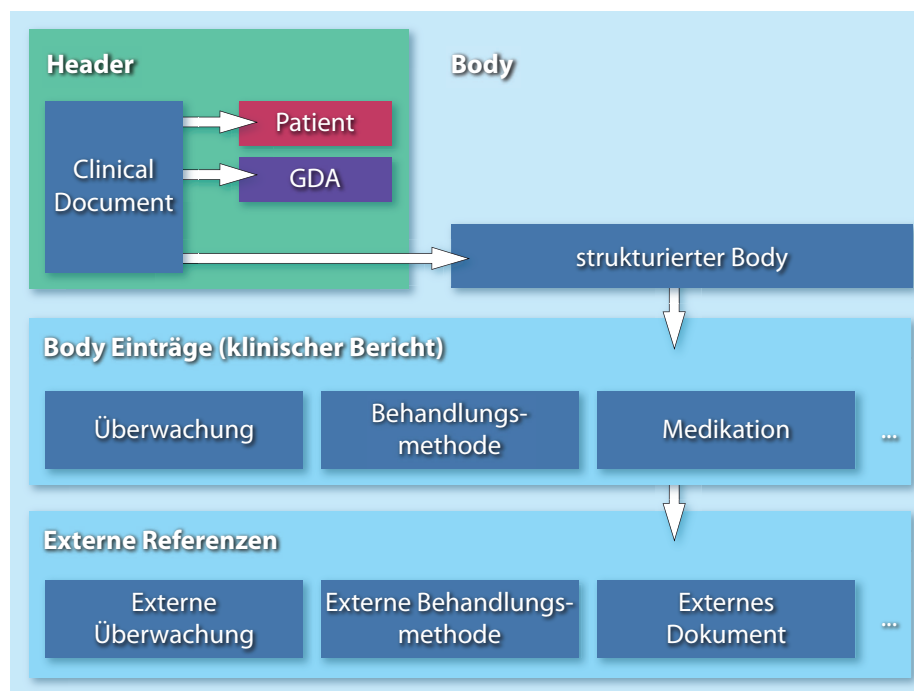 Header
Body
Clinical
Document
Patient
GDA
strukturierter Body
Body Einträge (klinischer Bericht)
Überwachung
Behandlungs-
methode
Medikation
...
Externe Referenzen
Externe
Überwachung
Externe Behandlungs-
methode
Externes
Dokument
...